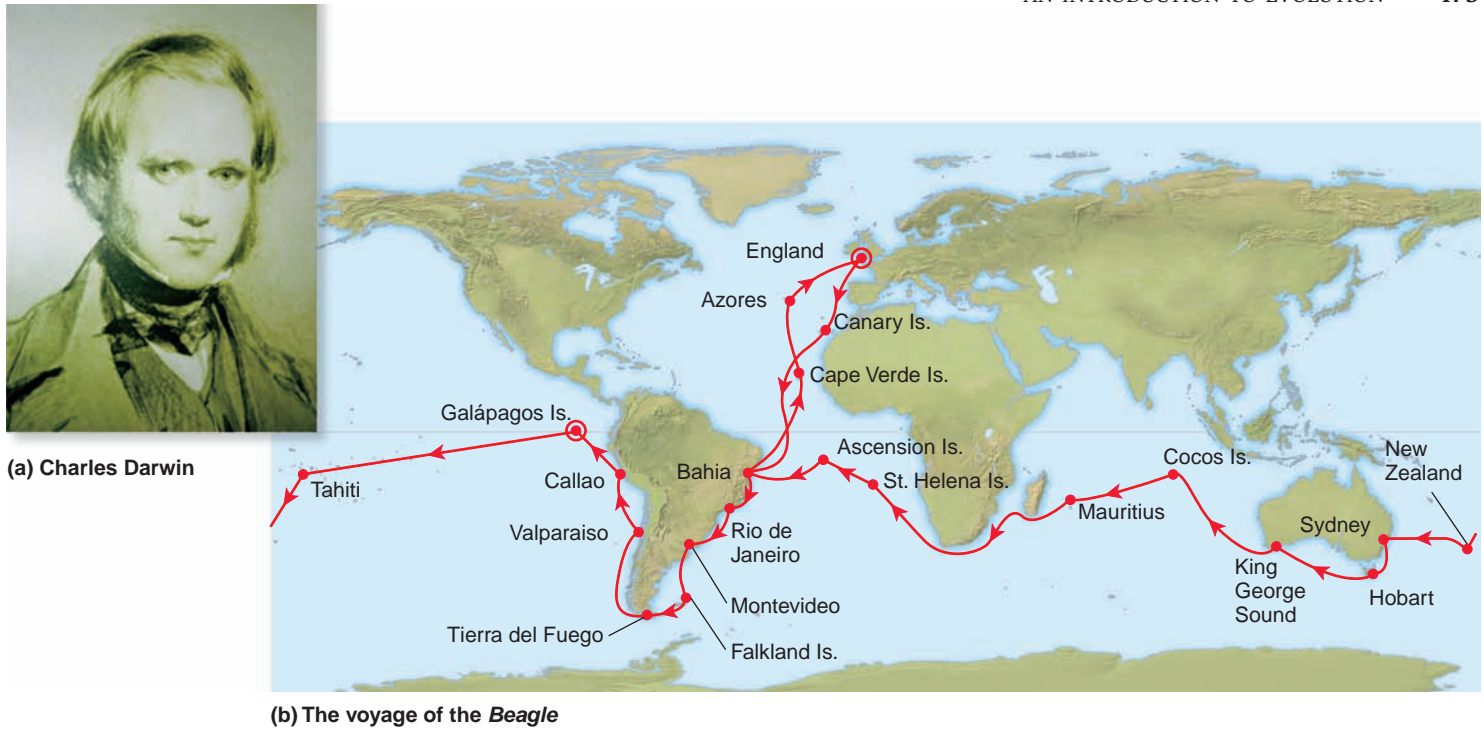 England
Azores
Canary Is.
Cape Verde Is.
Galápagos Is.
(a) Charles Darwin
Tahiti
Callao
Bahia
Ascension Is.
St. Helena Is.
Cocos Is.
New
Zealand
Mauritius
Valparaiso
Rio de
Janeiro
Sydney
King
George
Sound
Hobart
Montevideo
Tierra del Fuego
Falkland Is.
(b) The voyage of the Beagle